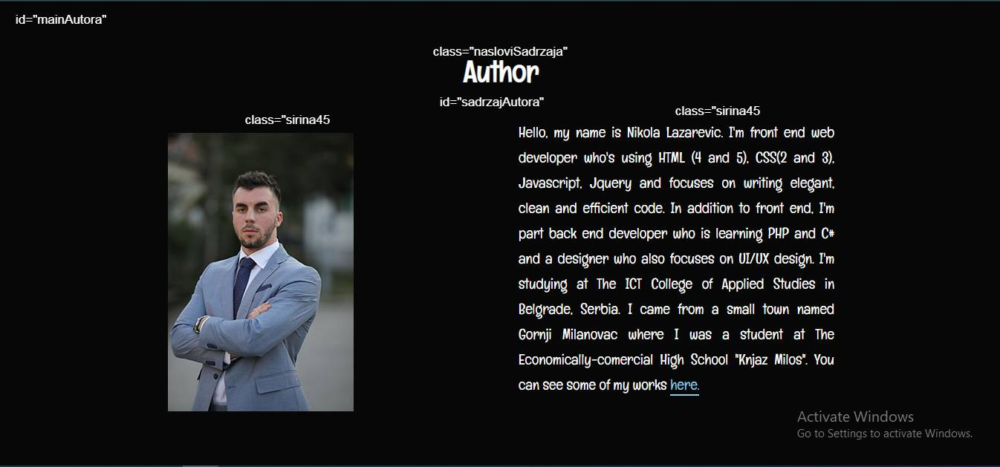 id="mainAutora"
class="nasloviSadrzaja"
Author
id="sadrzajAutora"
class="sirina45
class="sirina45
Hello, my name is Nikola Lazarevic. I'm front end web
developer who's using HTML (4 and 5), CSS(2 and 3),
Javascript, Jquery and focuses on writing elegant,
clean and efficient code. In addition to front end, I'm
part back end developer who is learning PHP and C#
and a designer who also focuses on UI/UX design. I'm
studying at The ICT College of Applied Studies in
Belgrade, Serbia. I came from a small town named
Gornji Milanovac where I was a student at The
Economically-comercial High School "Knjaz Milos". You
can see some of my works here.
Activate Windows
Go to Settings to activate Windows.